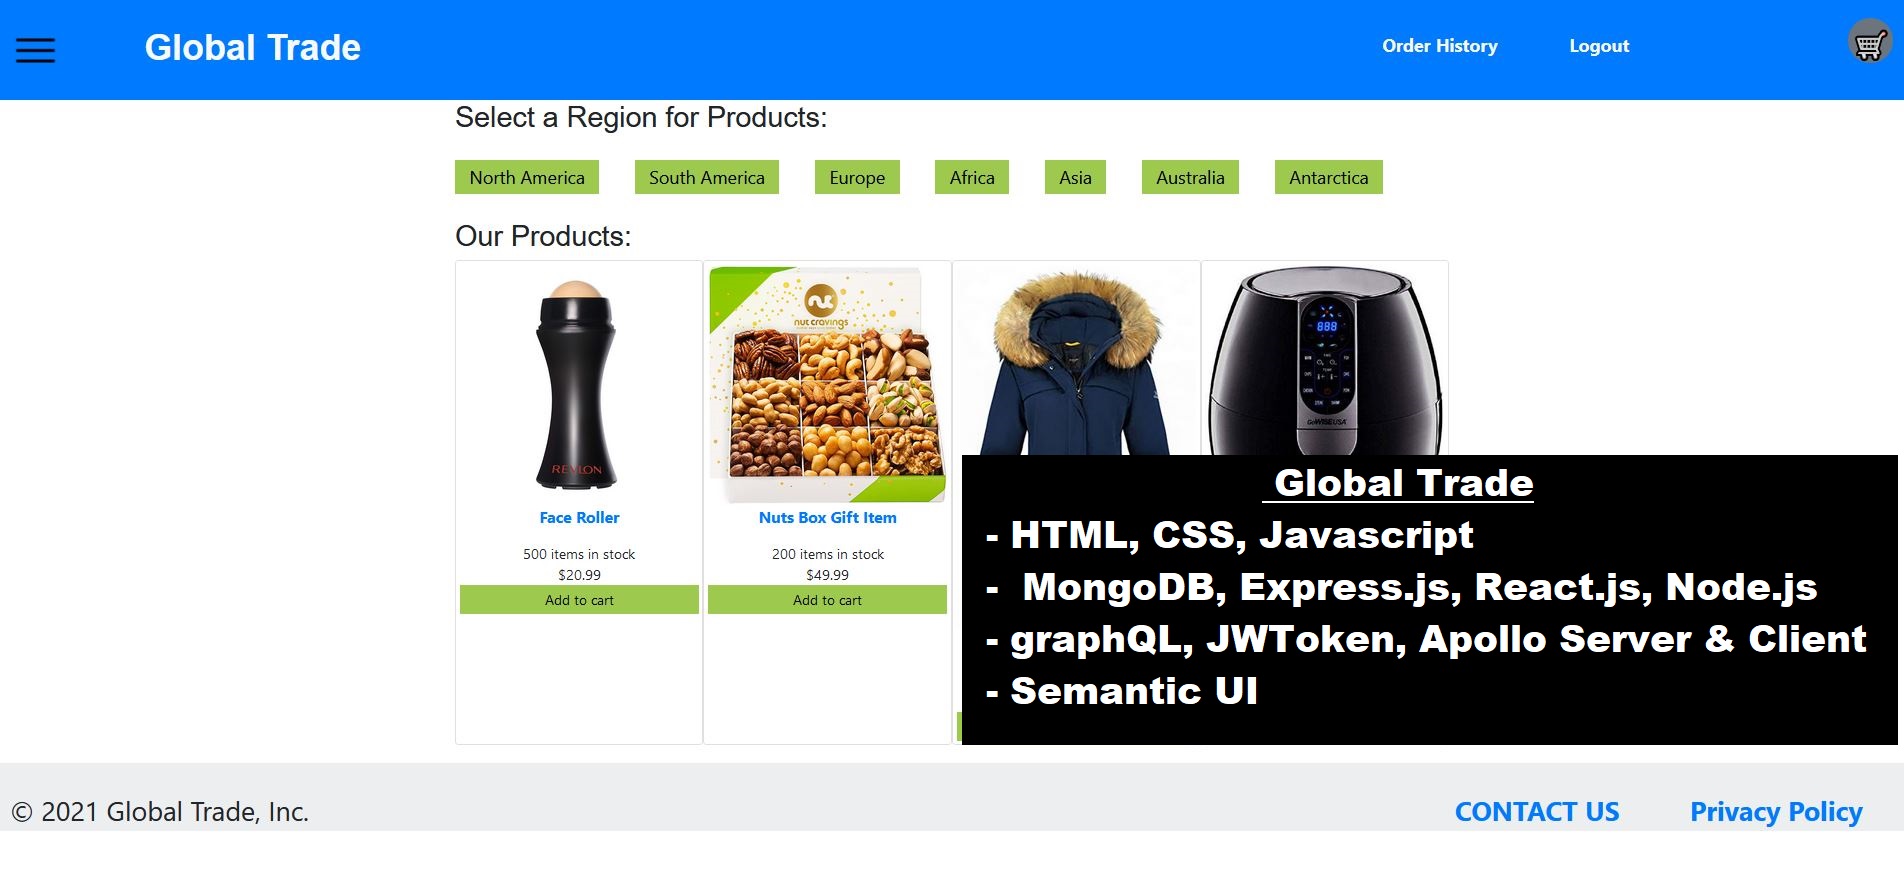 Global Trade
Order History
Logout
Select a Region for Products:
North America
South America
Europe
Africa
Asia
Australia
Antarctica
Our Products:
nut cravings
888
GoWISEUSA
REVLON
Face Roller
500 items in stock
$20.99
Add to cart
Nuts Box Gift Item
200 items in stock
$49.99
Add to cart
Global Trade
- HTML, CSS, Javascript
- MongoDB, Express.js, React.js, Node.js
- graphQL, JWToken, Apollo Server & Client
- Semantic UI
© 2021 Global Trade, Inc.
CONTACT US
Privacy Policy